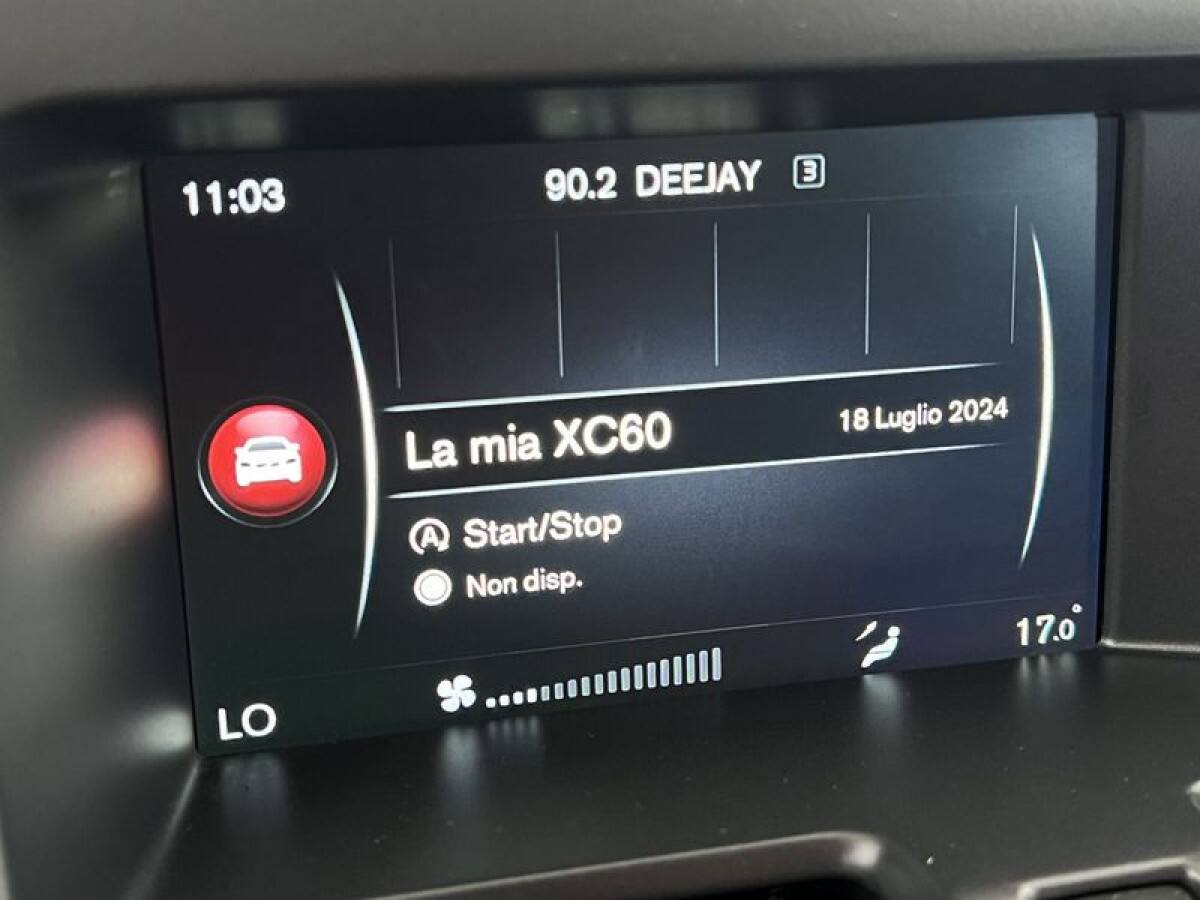 11:03
90.2 DEEJAY 3
La mia XC60
18 Luglio 2024
A Start/Stop
Non disp.
LO
17.0°